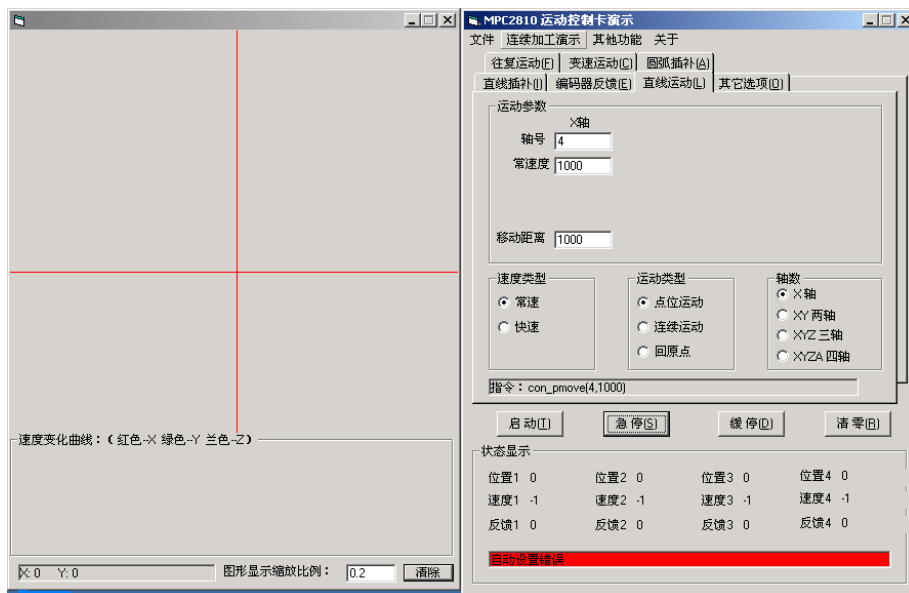 MPC2810 运动控制卡演示
文件 连续加工演示 其他功能 关于
往复运动(F) 变速运动(C) 圆弧插补(A)
直线插补(I) 编码器反馈(E) 直线运动(L) 其它选项(O)
运动参数
X轴
轴号 4
常速度 1000
移动距离 1000
速度类型 运动类型 轴数
常速 点位运动 X 轴
快速 连续运动 XY 两轴
回原点 XYZ 三轴
XYZA 四轴
指令：con_pmove(4,1000)
启动(T) 急停(S) 缓停(D) 清零(R)
状态显示
位置1 0 位置2 0 位置3 0 位置4 0
速度1 -1 速度2 -1 速度3 -1 速度4 -1
反馈1 0 反馈2 0 反馈3 0 反馈4 0
自动设置错误
速度变化曲线：( 红色-X 绿色-Y 兰色-Z )
X: 0 Y: 0 图形显示缩放比例： 0.2 清除